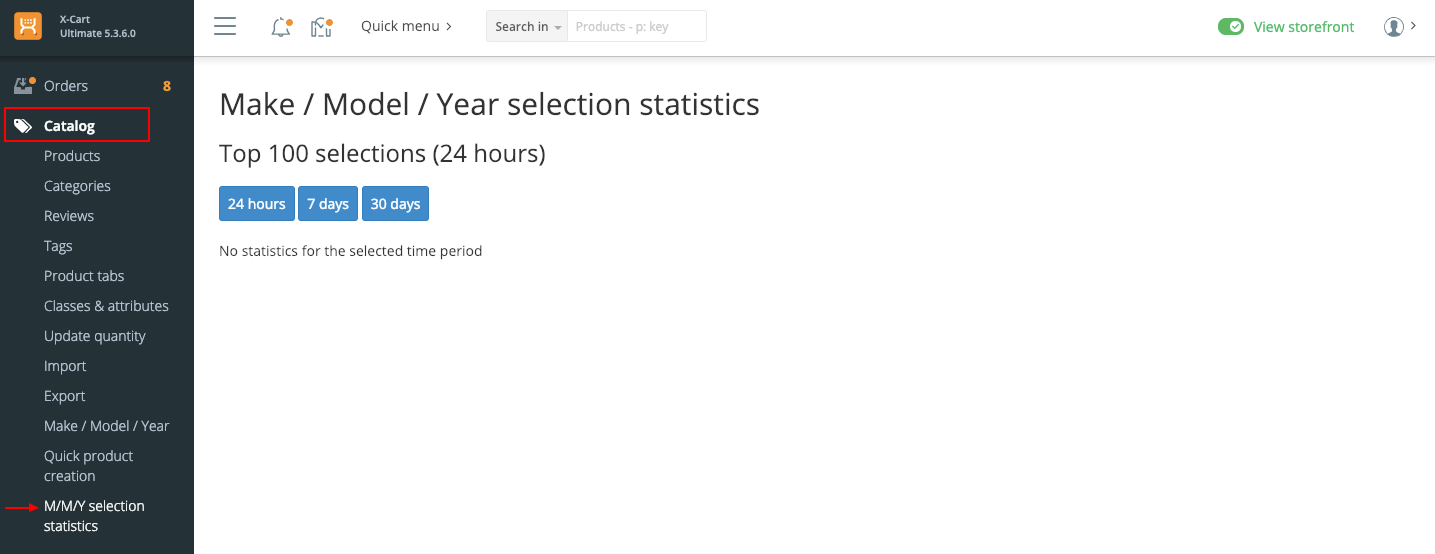 X-Cart
Ultimate 5.3.6.0
Quick menu
Search in
Products - p: key
View storefront
Orders
8
Catalog
Products
Categories
Reviews
Tags
Product tabs
Classes & attributes
Update quantity
Import
Export
Make / Model / Year
Quick product
creation
M/M/Y selection
statistics
Make / Model / Year selection statistics
Top 100 selections (24 hours)
24 hours
7 days
30 days
No statistics for the selected time period